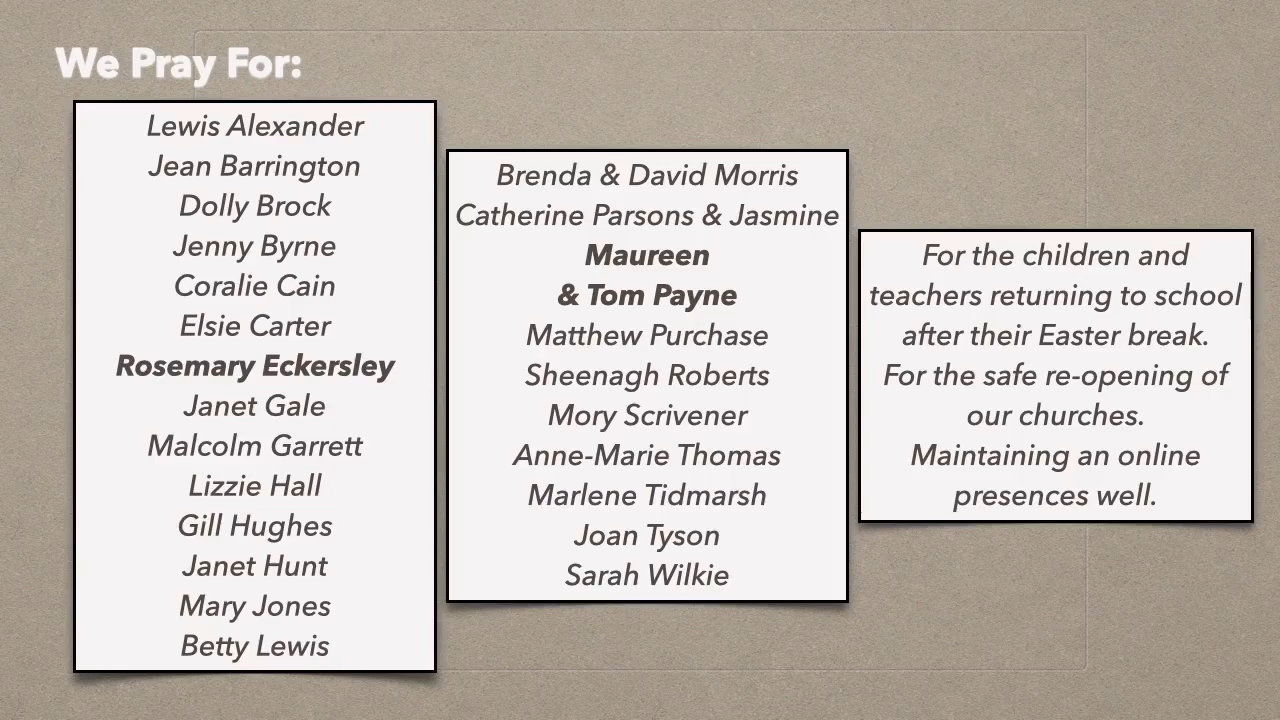 We Pray For:
Lewis Alexander
Jean Barrington
Dolly Brock
Jenny Byrne
Coralie Cain
Elsie Carter
Rosemary Eckersley
Janet Gale
Malcolm Garrett
Lizzie Hall
Gill Hughes
Janet Hunt
Mary Jones
Betty Lewis
Brenda & David Morris
Catherine Parsons & Jasmine
Maureen
& Tom Payne
Matthew Purchase
Sheenagh Roberts
Mory Scrivener
Anne-Marie Thomas
Marlene Tidmarsh
Joan Tyson
Sarah Wilkie
For the children and
teachers returning to school
after their Easter break.
For the safe re-opening of
our churches.
Maintaining an online
presences well.